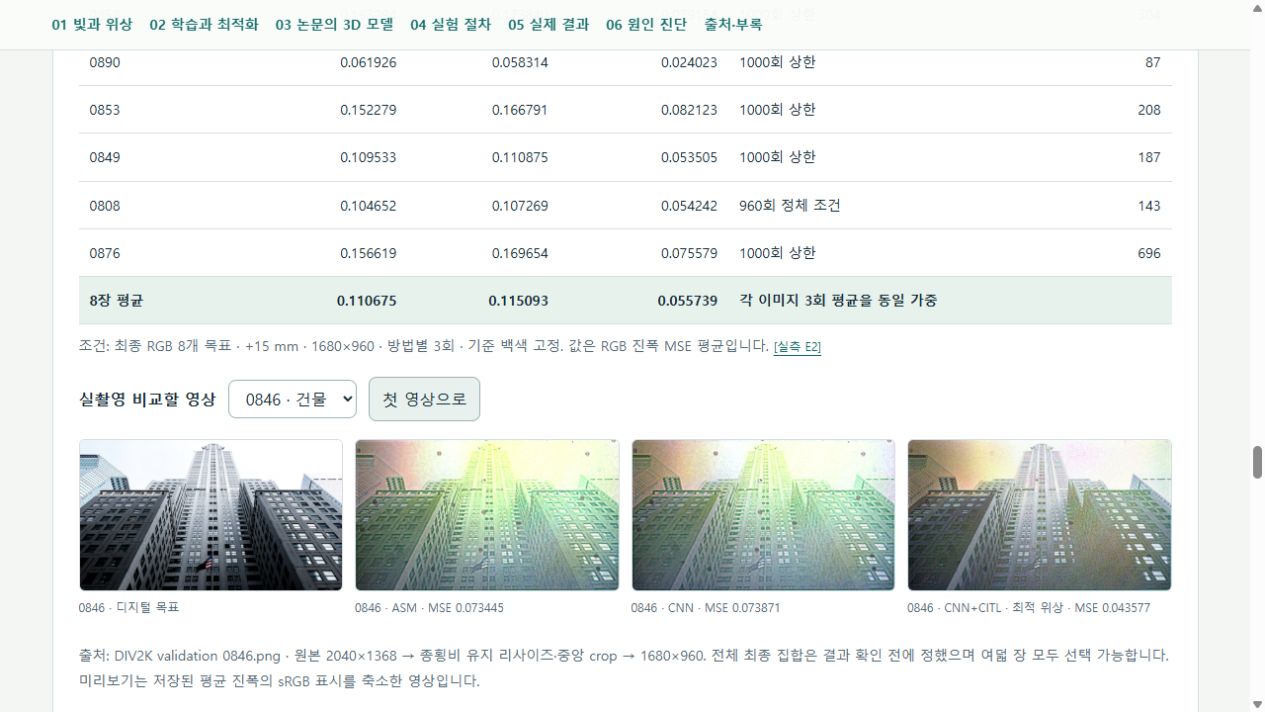 01 빛과 위상 02 학습과 최적화 03 논문의 3D 모델 04 실험 절차 05 실제 결과 06 원인 진단 출처·부록
0890 0.061926 0.058314 0.024023 1000회 상한 87
0853 0.152279 0.166791 0.082123 1000회 상한 208
0849 0.109533 0.110875 0.053505 1000회 상한 187
0808 0.104652 0.107269 0.054242 960회 정체 조건 143
0876 0.156619 0.169654 0.075579 1000회 상한 696
8장 평균 0.110675 0.115093 0.055739 각 이미지 3회 평균을 동일 가중
조건: 최종 RGB 8개 목표 · +15 mm · 1680×960 · 방법별 3회 · 기준 백색 고정. 값은 RGB 진폭 MSE 평균입니다. [실측 E2]
실촬영 비교할 영상 0846 · 건물 첫 영상으로
0846 · 디지털 목표 0846 · ASM · MSE 0.073445 0846 · CNN · MSE 0.073871 0846 · CNN+CITL · 최적 위상 · MSE 0.043577
출처: DIV2K validation 0846.png · 원본 2040×1368 → 종횡비 유지 리사이즈·중앙 crop → 1680×960. 전체 최종 집합은 결과 확인 전에 정했으며 여덟 장 모두 선택 가능합니다.
미리보기는 저장된 평균 진폭의 sRGB 표시를 축소한 영상입니다.